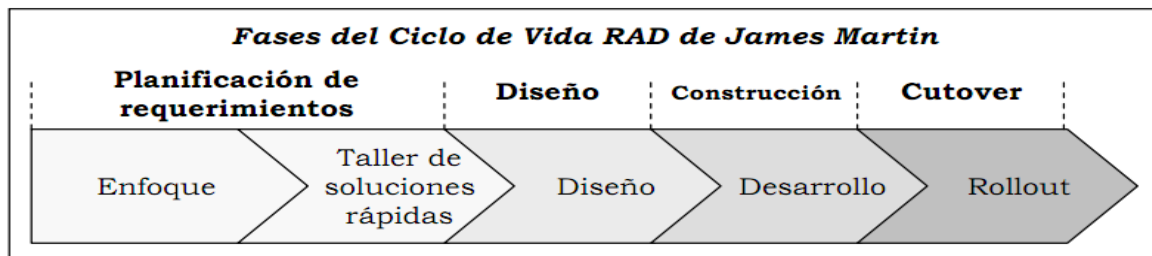 Fases del Ciclo de Vida RAD de James Martin
Planificación de
requerimientos
Diseño
Construcción
Cutover
Enfoque
Taller de
soluciones
rápidas
Diseño
Desarrollo
Rollout